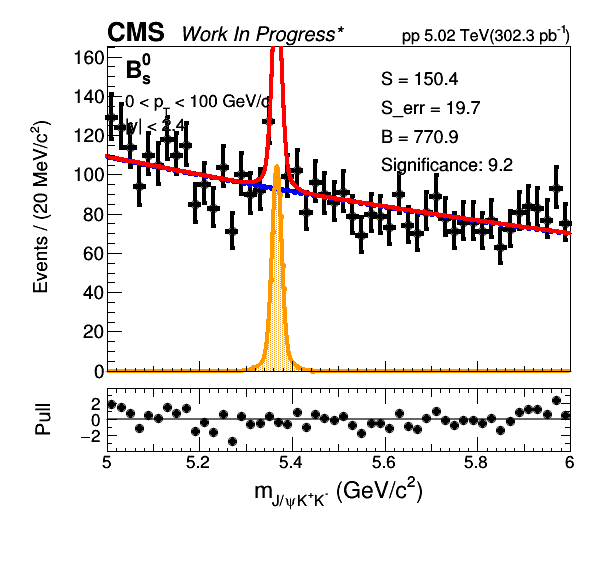 CMS Work In Progress* pp 5.02 TeV(302.3 pb⁻¹)
B⁰ₛ
0 < p_T < 100 GeV/c
|y| < 2.4
S = 150.4
S_err = 19.7
B = 770.9
Significance: 9.2
Events / (20 MeV/c²)
160
140
120
100
80
60
40
20
0
Pull
2
0
−2
5 5.2 5.4 5.6 5.8 6
m_J/ψK⁺K⁻ (GeV/c²)